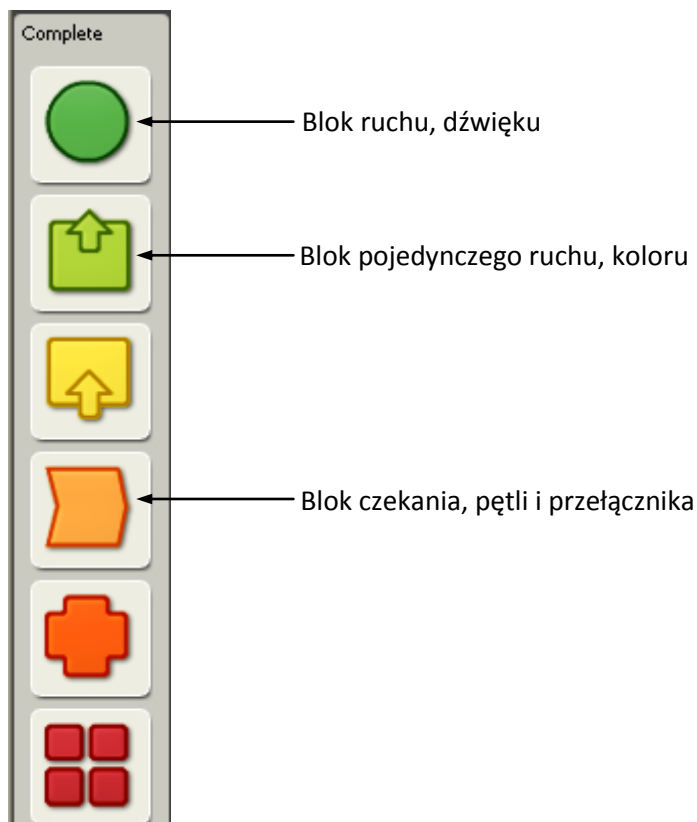 Complete
Blok ruchu, dźwięku
Blok pojedynczego ruchu, koloru
Blok czekania, pętli i przełącznika